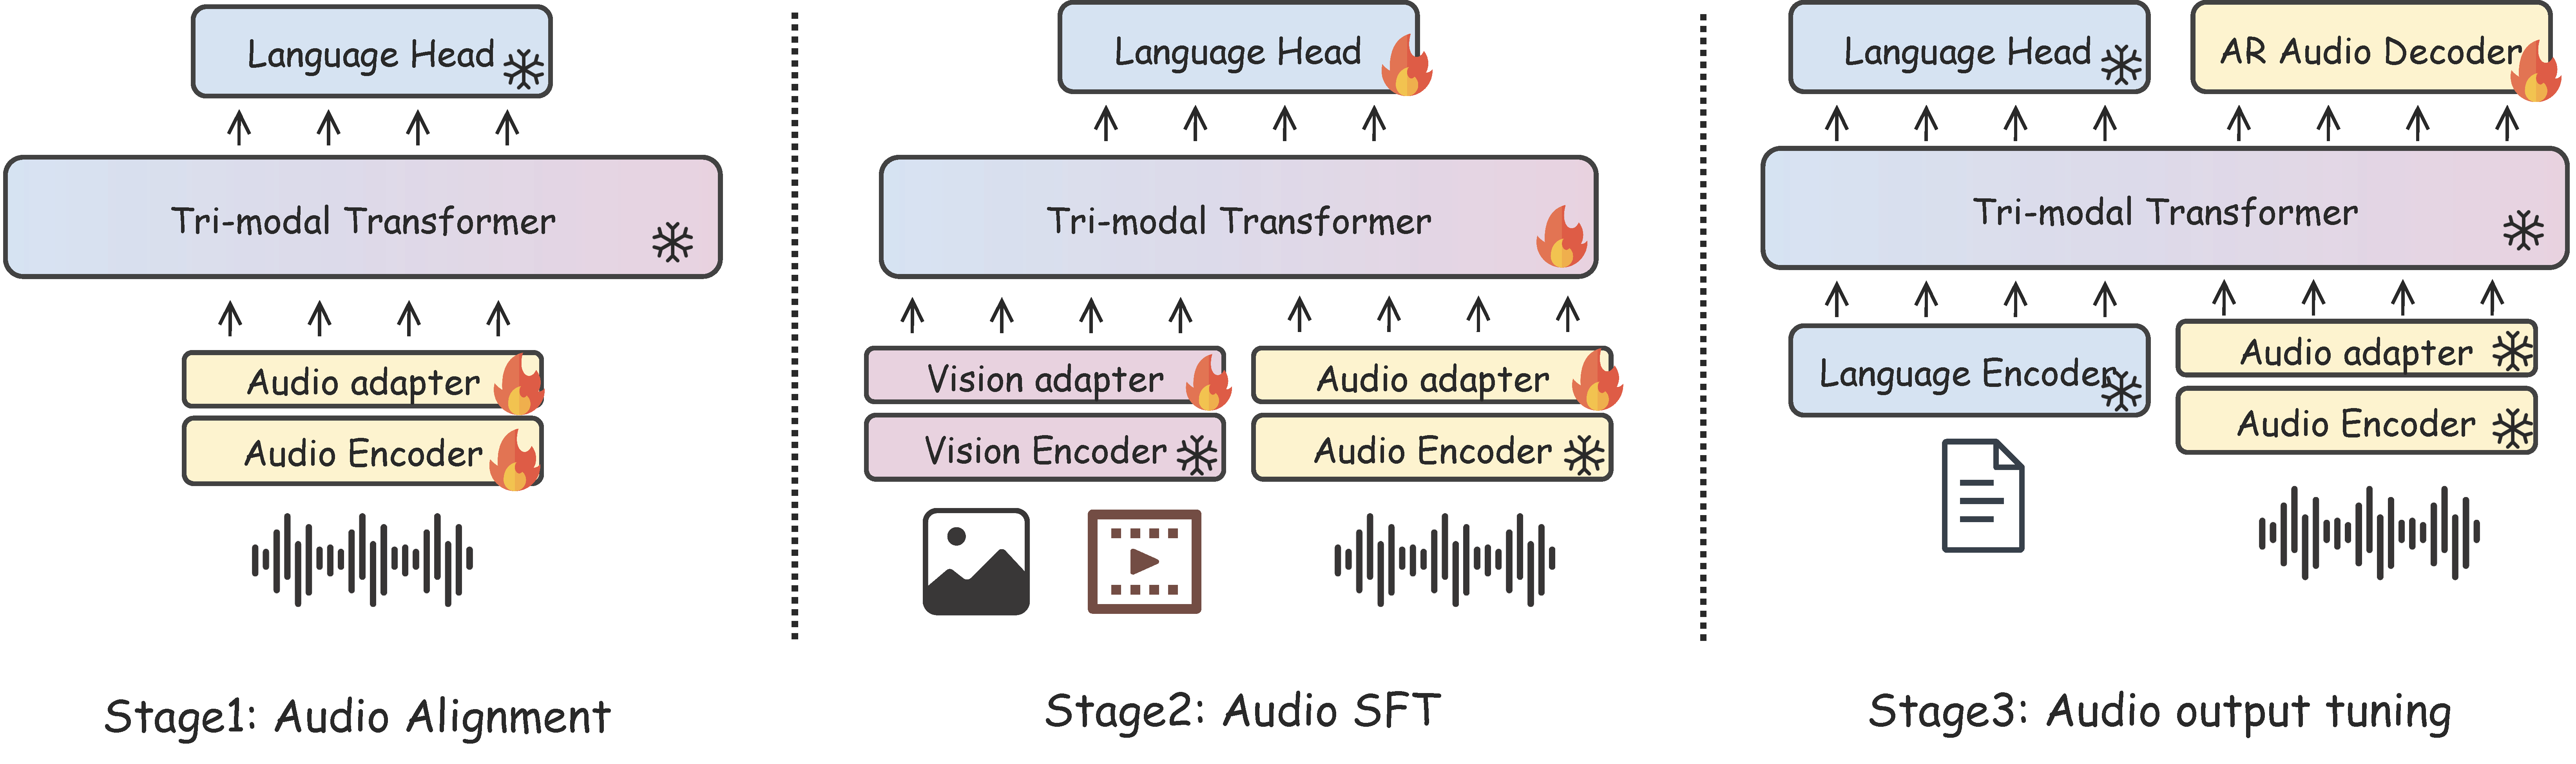 Language Head
Tri-modal Transformer
Audio adapter
Audio Encoder
Stage1: Audio Alignment
Language Head
Tri-modal Transformer
Vision adapter
Audio adapter
Vision Encoder
Audio Encoder
Stage2: Audio SFT
Language Head
AR Audio Decoder
Tri-modal Transformer
Language Encoder
Audio adapter
Audio Encoder
Stage3: Audio output tuning